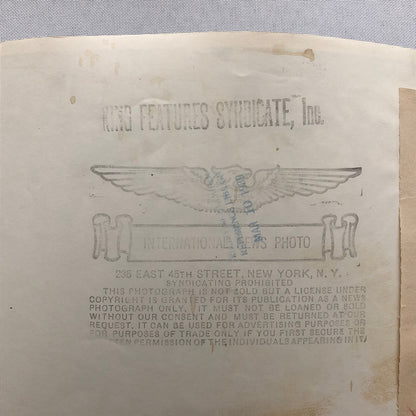 KING FEATURES SYNDICATE, Inc.
INTERNATIONAL NEWS PHOTO
235 EAST 45TH STREET, NEW YORK, N. Y.
SYNDICATING PROHIBITED
THIS PHOTOGRAPH IS NOT SOLD BUT A LICENSE UNDER
COPYRIGHT IS GRANTED FOR ITS PUBLICATION AS A NEWS
PHOTOGRAPH ONLY. IT MUST NOT BE LOANED OR SOLD
WITHOUT OUR CONSENT AND MUST BE RETURNED AT OUR
REQUEST. IT CAN BE USED FOR ADVERTISING PURPOSES OR
FOR PURPOSES OF TRADE ONLY IF YOU FIRST SECURE THE
PERMISSION OF THE INDIVIDUALS APPEARING IN IT
MAR 10